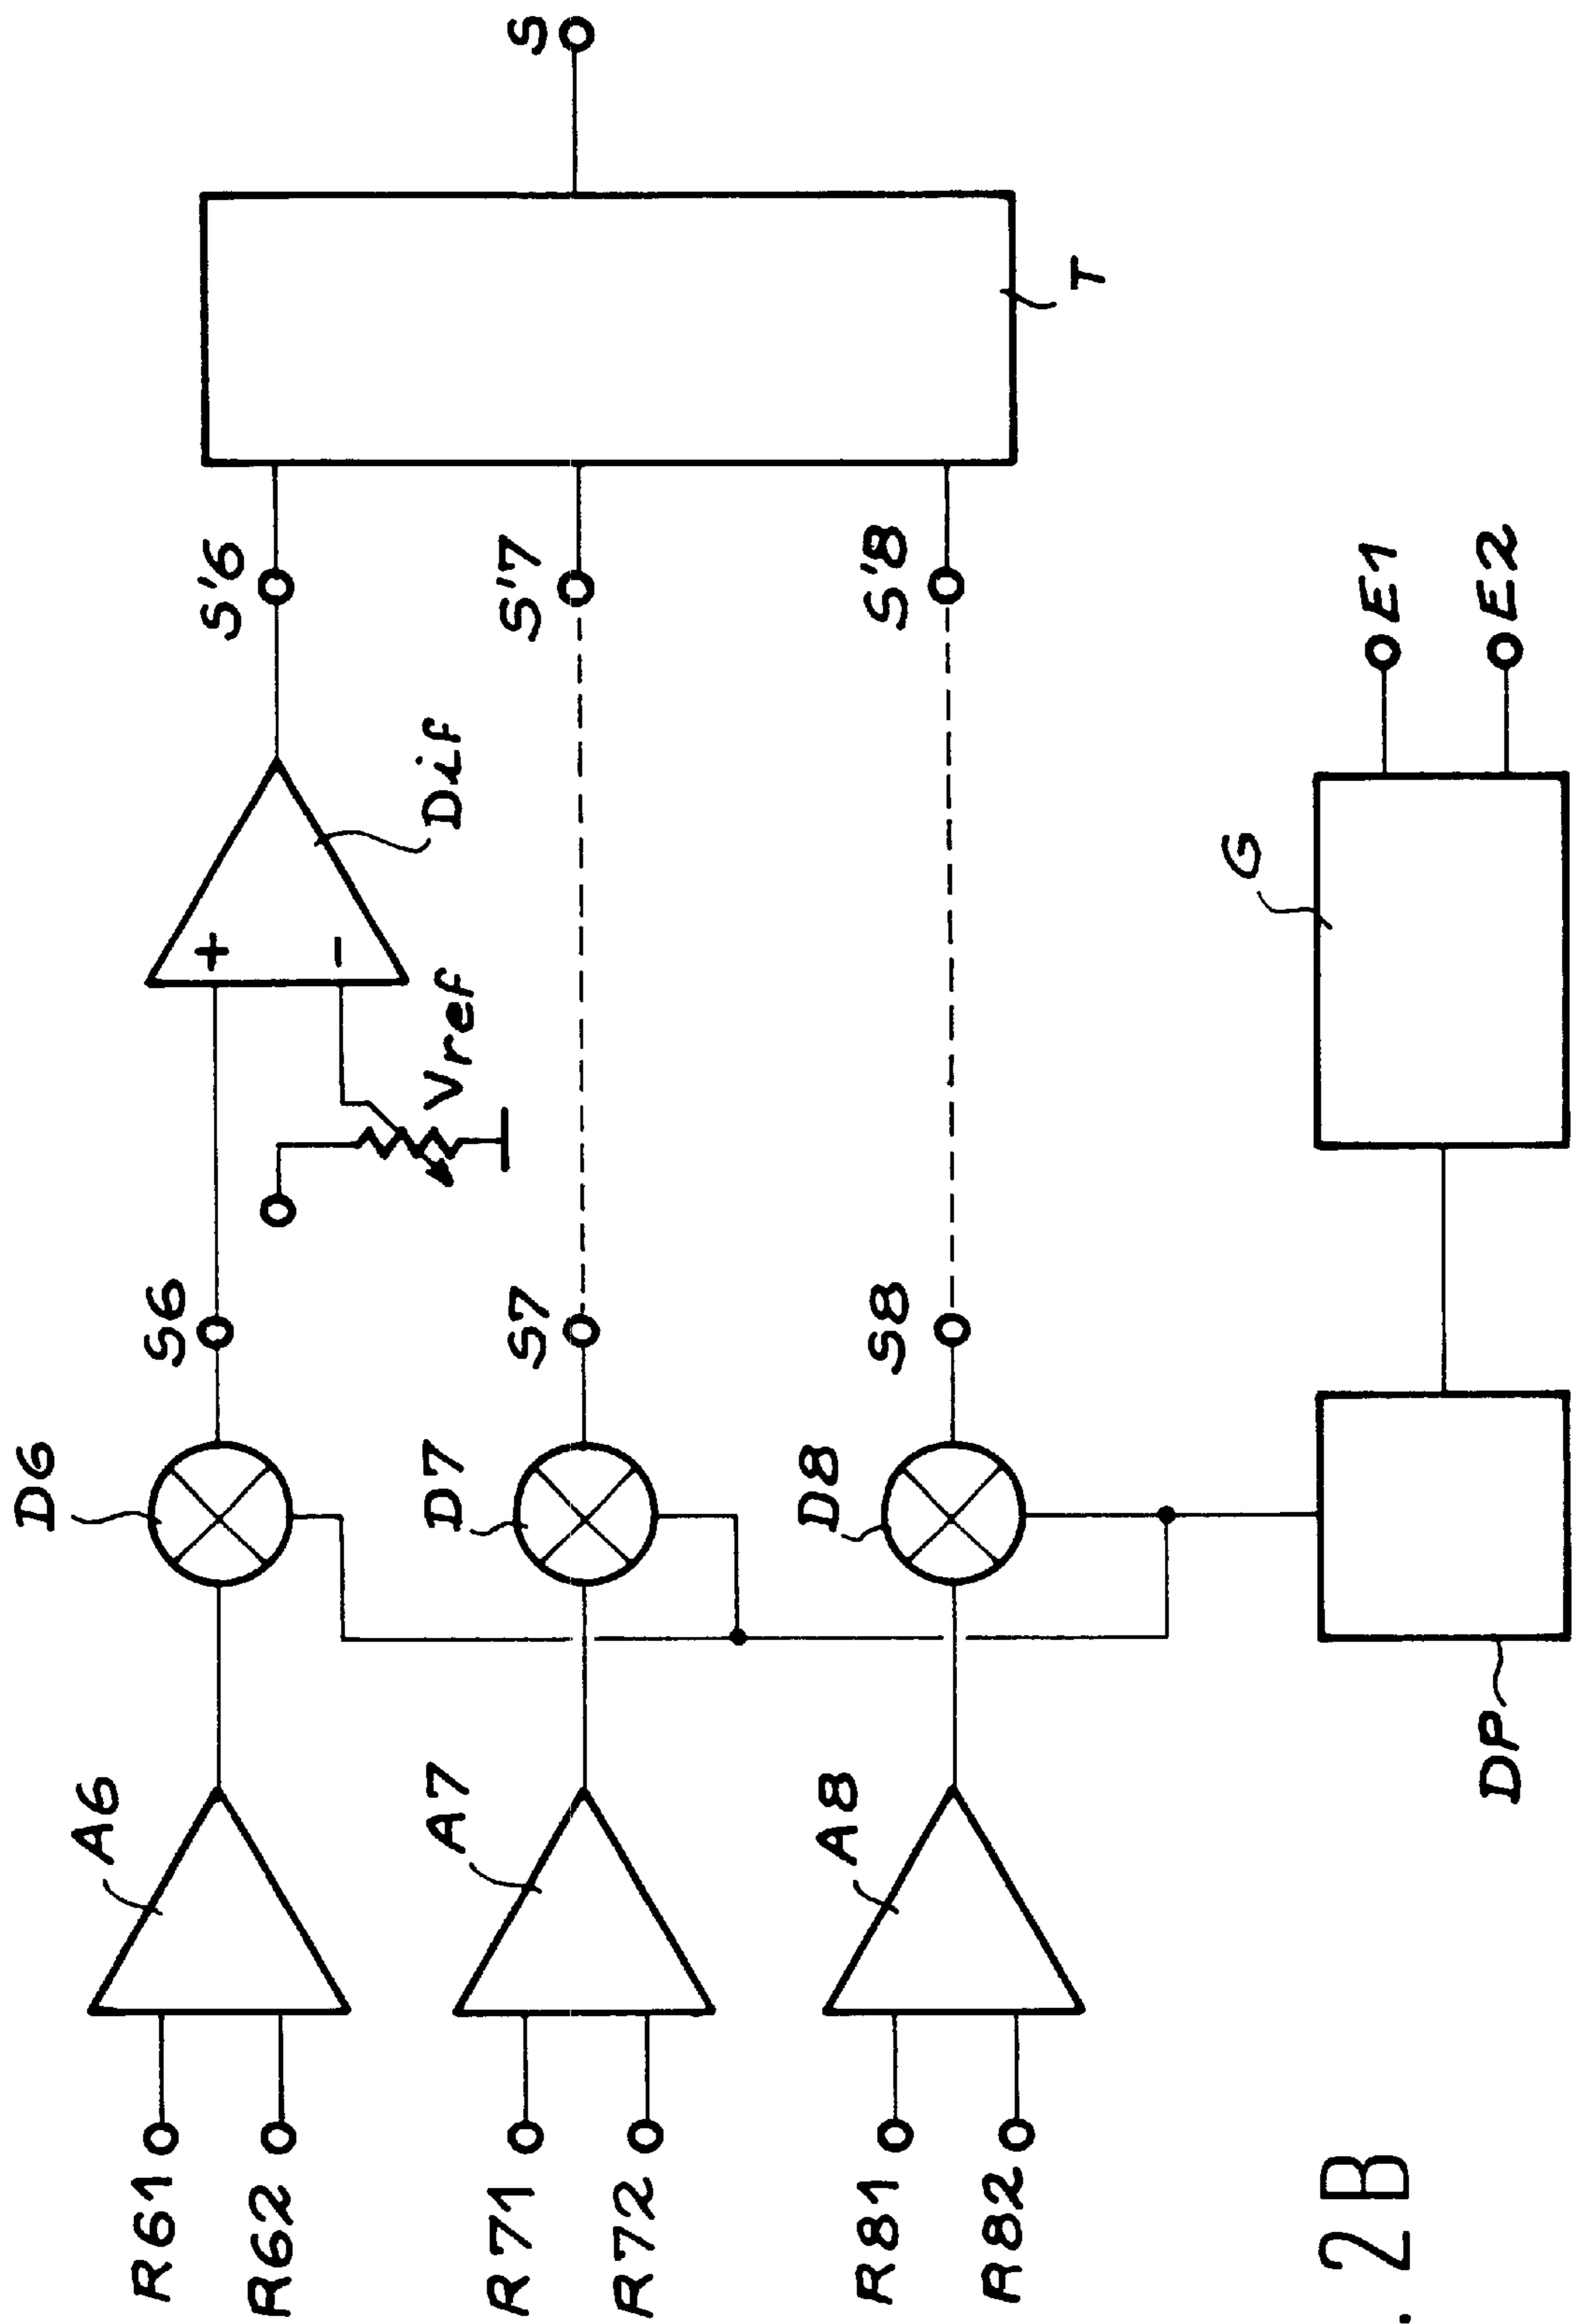 R61
R62
A6
D6
S6
Vref
+
-
Dif
S'6
R71
R72
A7
D7
S7
S'7
R81
R82
A8
D8
S8
S'8
T
S
DP
G
E1
E2
. 2B